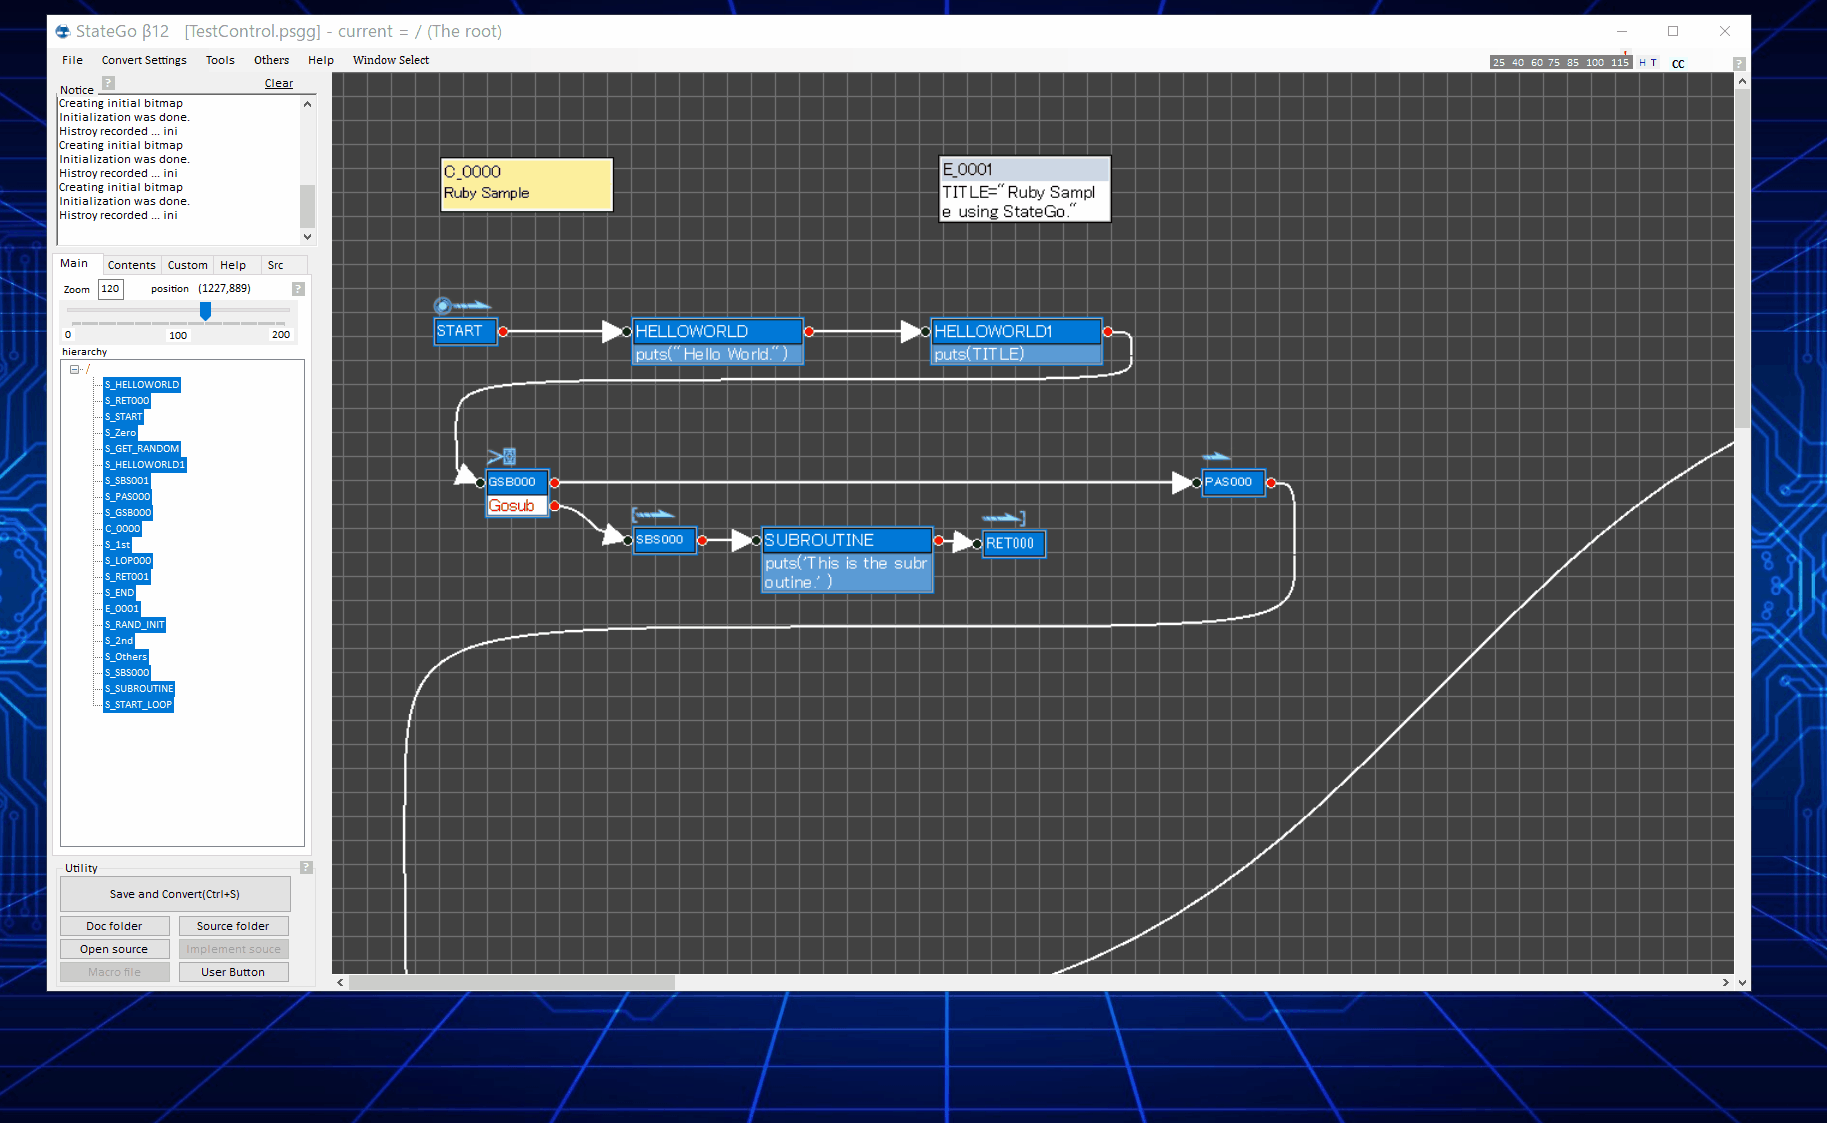 StateGo β12   [TestControl.psgg] - current = / (The root)
File Convert Settings Tools Others Help Window Select
25 40 60 75 85 100 115 H T CC ?
Notice ? Clear
Creating initial bitmap
Initialization was done.
Histroy recorded ... ini
Creating initial bitmap
Initialization was done.
Histroy recorded ... ini
Creating initial bitmap
Initialization was done.
Histroy recorded ... ini
Main Contents Custom Help Src
Zoom 120 position (1227,889) ?
0 100 200
hierarchy
/
S_HELLOWORLD
S_RET000
S_START
S_Zero
S_GET_RANDOM
S_HELLOWORLD1
S_SBS001
S_PAS000
S_GSB000
C_0000
S_1st
S_LOP000
S_RET001
S_END
E_0001
S_RAND_INIT
S_2nd
S_Others
S_SBS000
S_SUBROUTINE
S_START_LOOP
Utility ?
Save and Convert(Ctrl+S)
Doc folder Source folder
Open source Implement souce
Macro file User Button
C_0000
Ruby Sample
E_0001
TITLE="Ruby Sampl
e using StateGo."
START
HELLOWORLD
puts("Hello World.")
HELLOWORLD1
puts(TITLE)
GSB000
Gosub
PAS000
SBS000
SUBROUTINE
puts('This is the subr
outine.')
RET000